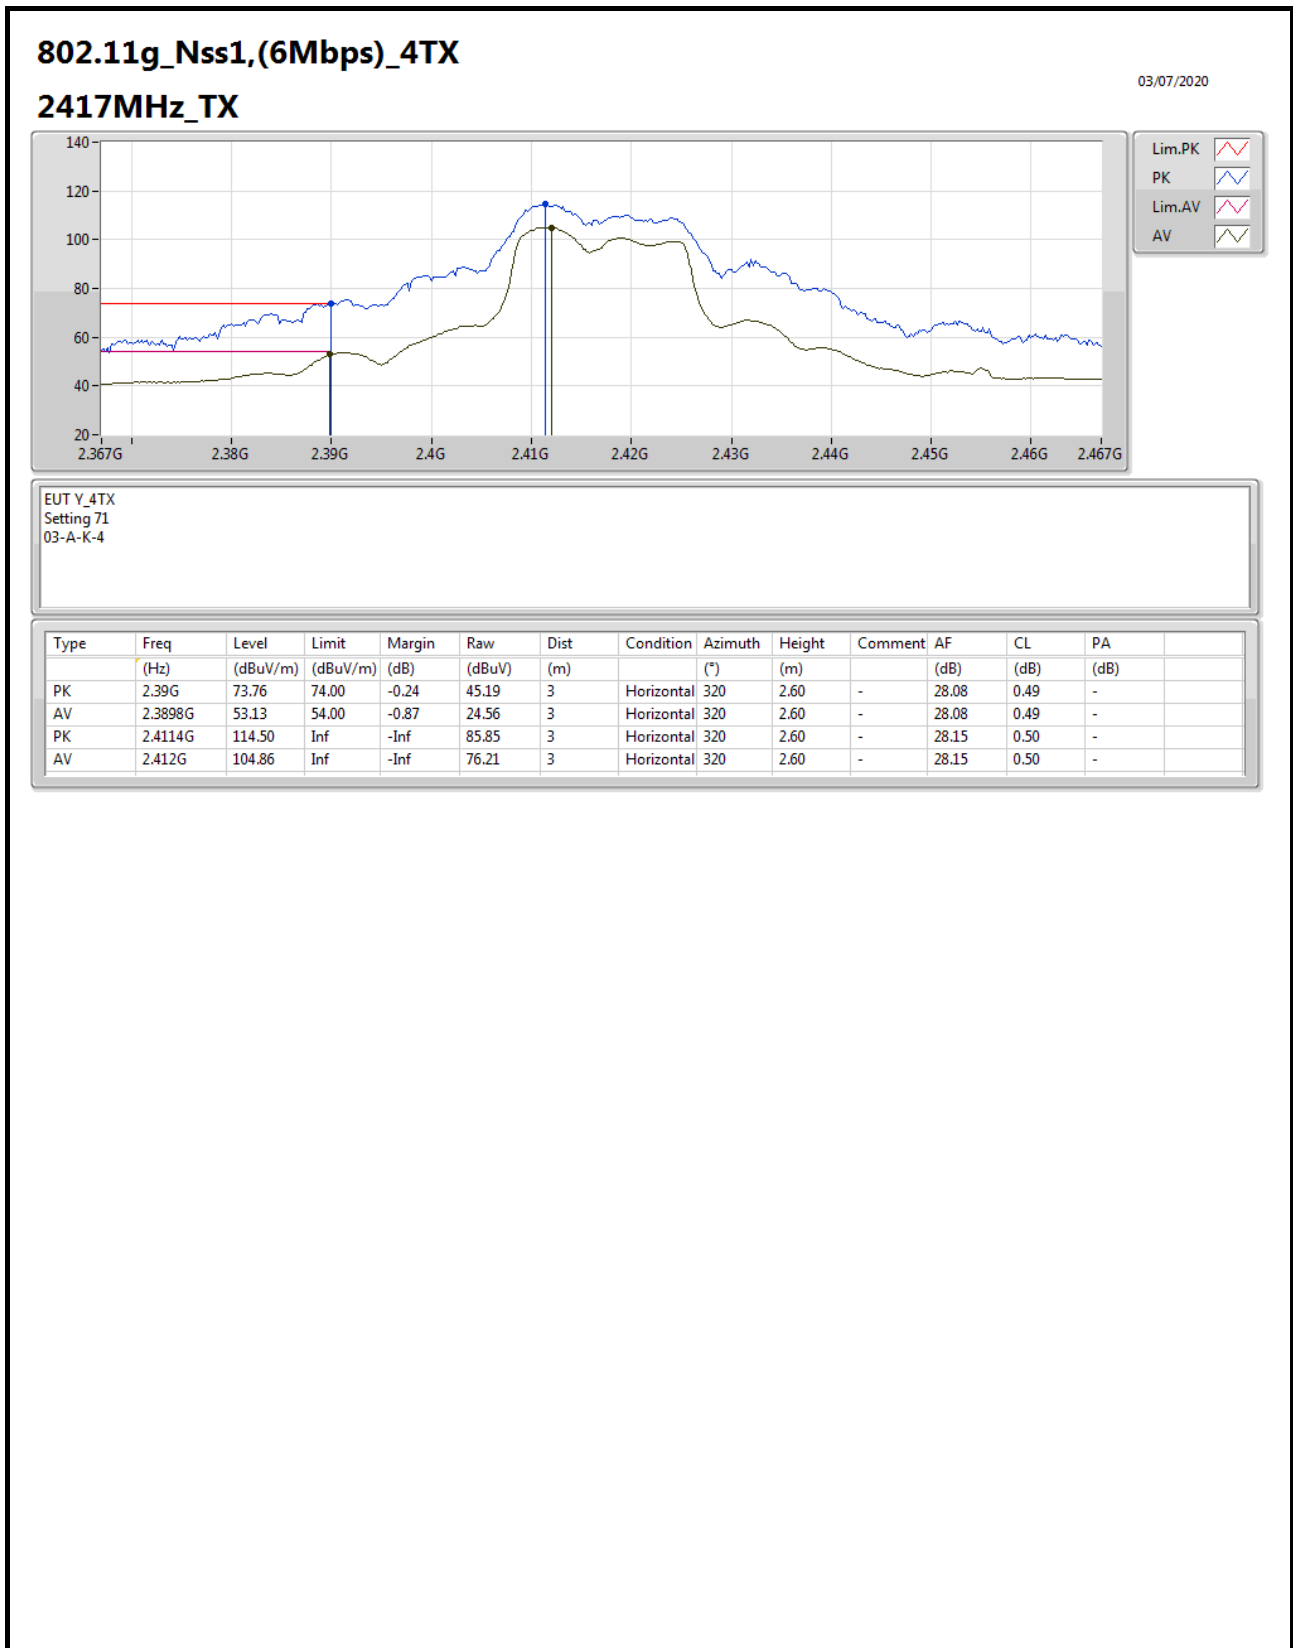 802.11g_Nss1,(6Mbps)_4TX
03/07/2020
2417MHz_TX
140
120
100
80
60
40
20
2.367G 2.38G 2.39G 2.4G 2.41G 2.42G 2.43G 2.44G 2.45G 2.46G 2.467G
Lim.PK
PK
Lim.AV
AV
EUT Y_4TX
Setting 71
03-A-K-4
Type Freq Level Limit Margin Raw Dist Condition Azimuth Height Comment AF CL PA
(Hz) (dBuV/m) (dBuV/m) (dB) (dBuV) (m) (°) (m) (dB) (dB) (dB)
PK 2.39G 73.76 74.00 -0.24 45.19 3 Horizontal 320 2.60 - 28.08 0.49 -
AV 2.3898G 53.13 54.00 -0.87 24.56 3 Horizontal 320 2.60 - 28.08 0.49 -
PK 2.4114G 114.50 Inf -Inf 85.85 3 Horizontal 320 2.60 - 28.15 0.50 -
AV 2.412G 104.86 Inf -Inf 76.21 3 Horizontal 320 2.60 - 28.15 0.50 -